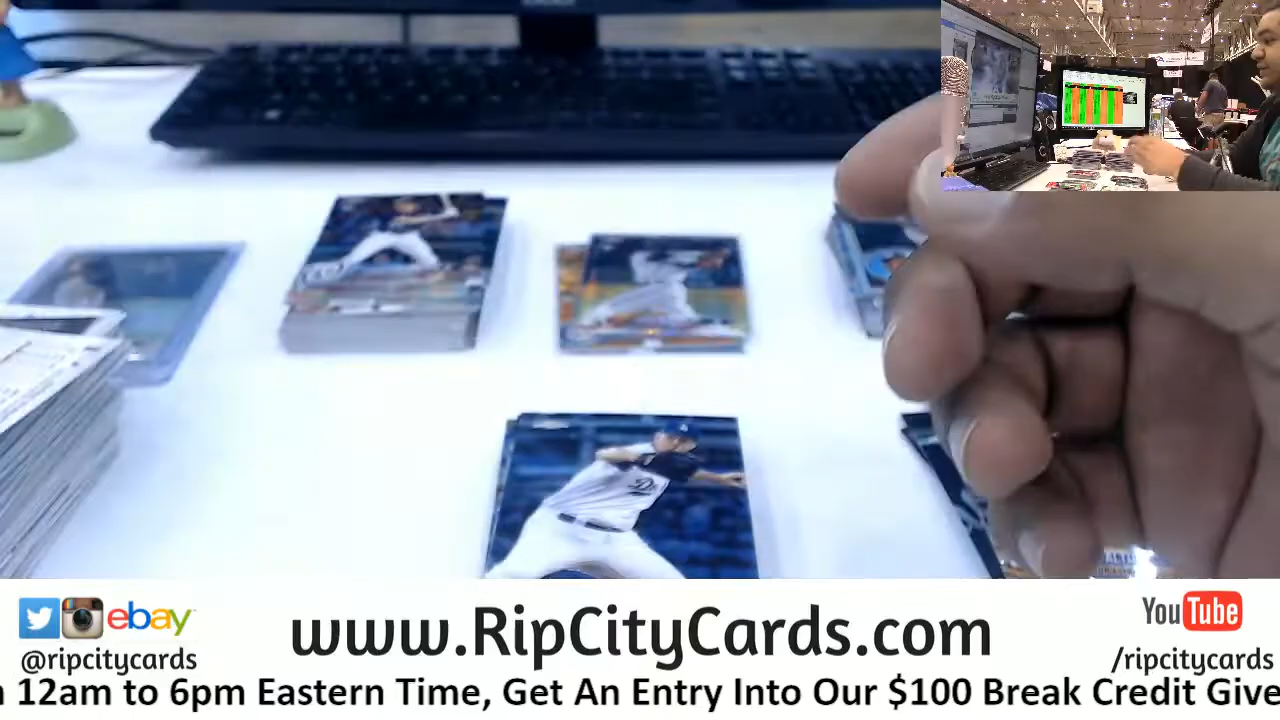 ebay
YouTube
www.RipCityCards.com
@ripcitycards
/ripcitycards
12am to 6pm Eastern Time, Get An Entry Into Our $100 Break Credit Give